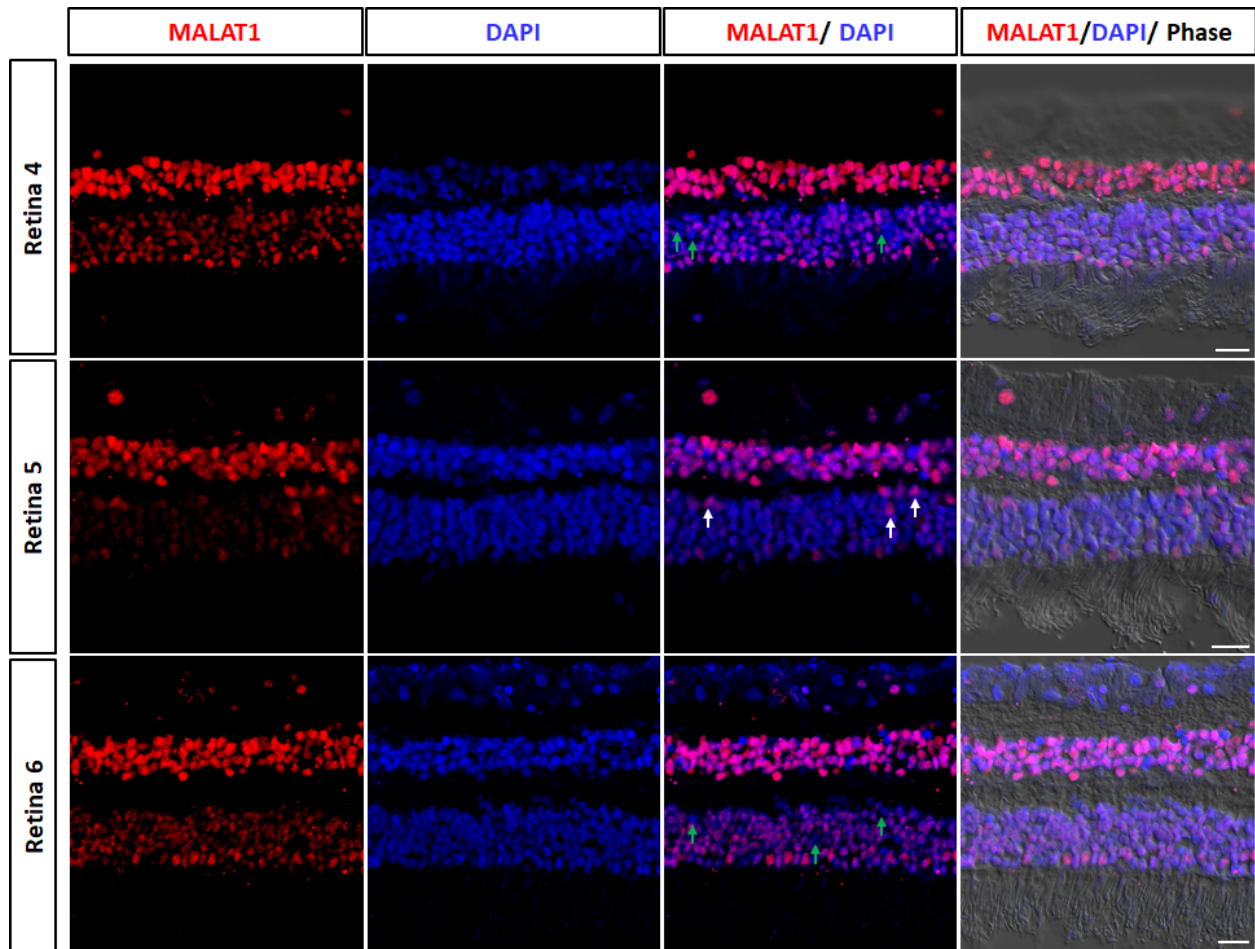 MALAT1
DAPI
MALAT1/ DAPI
MALAT1/DAPI/ Phase
Retina 4
Retina 5
Retina 6